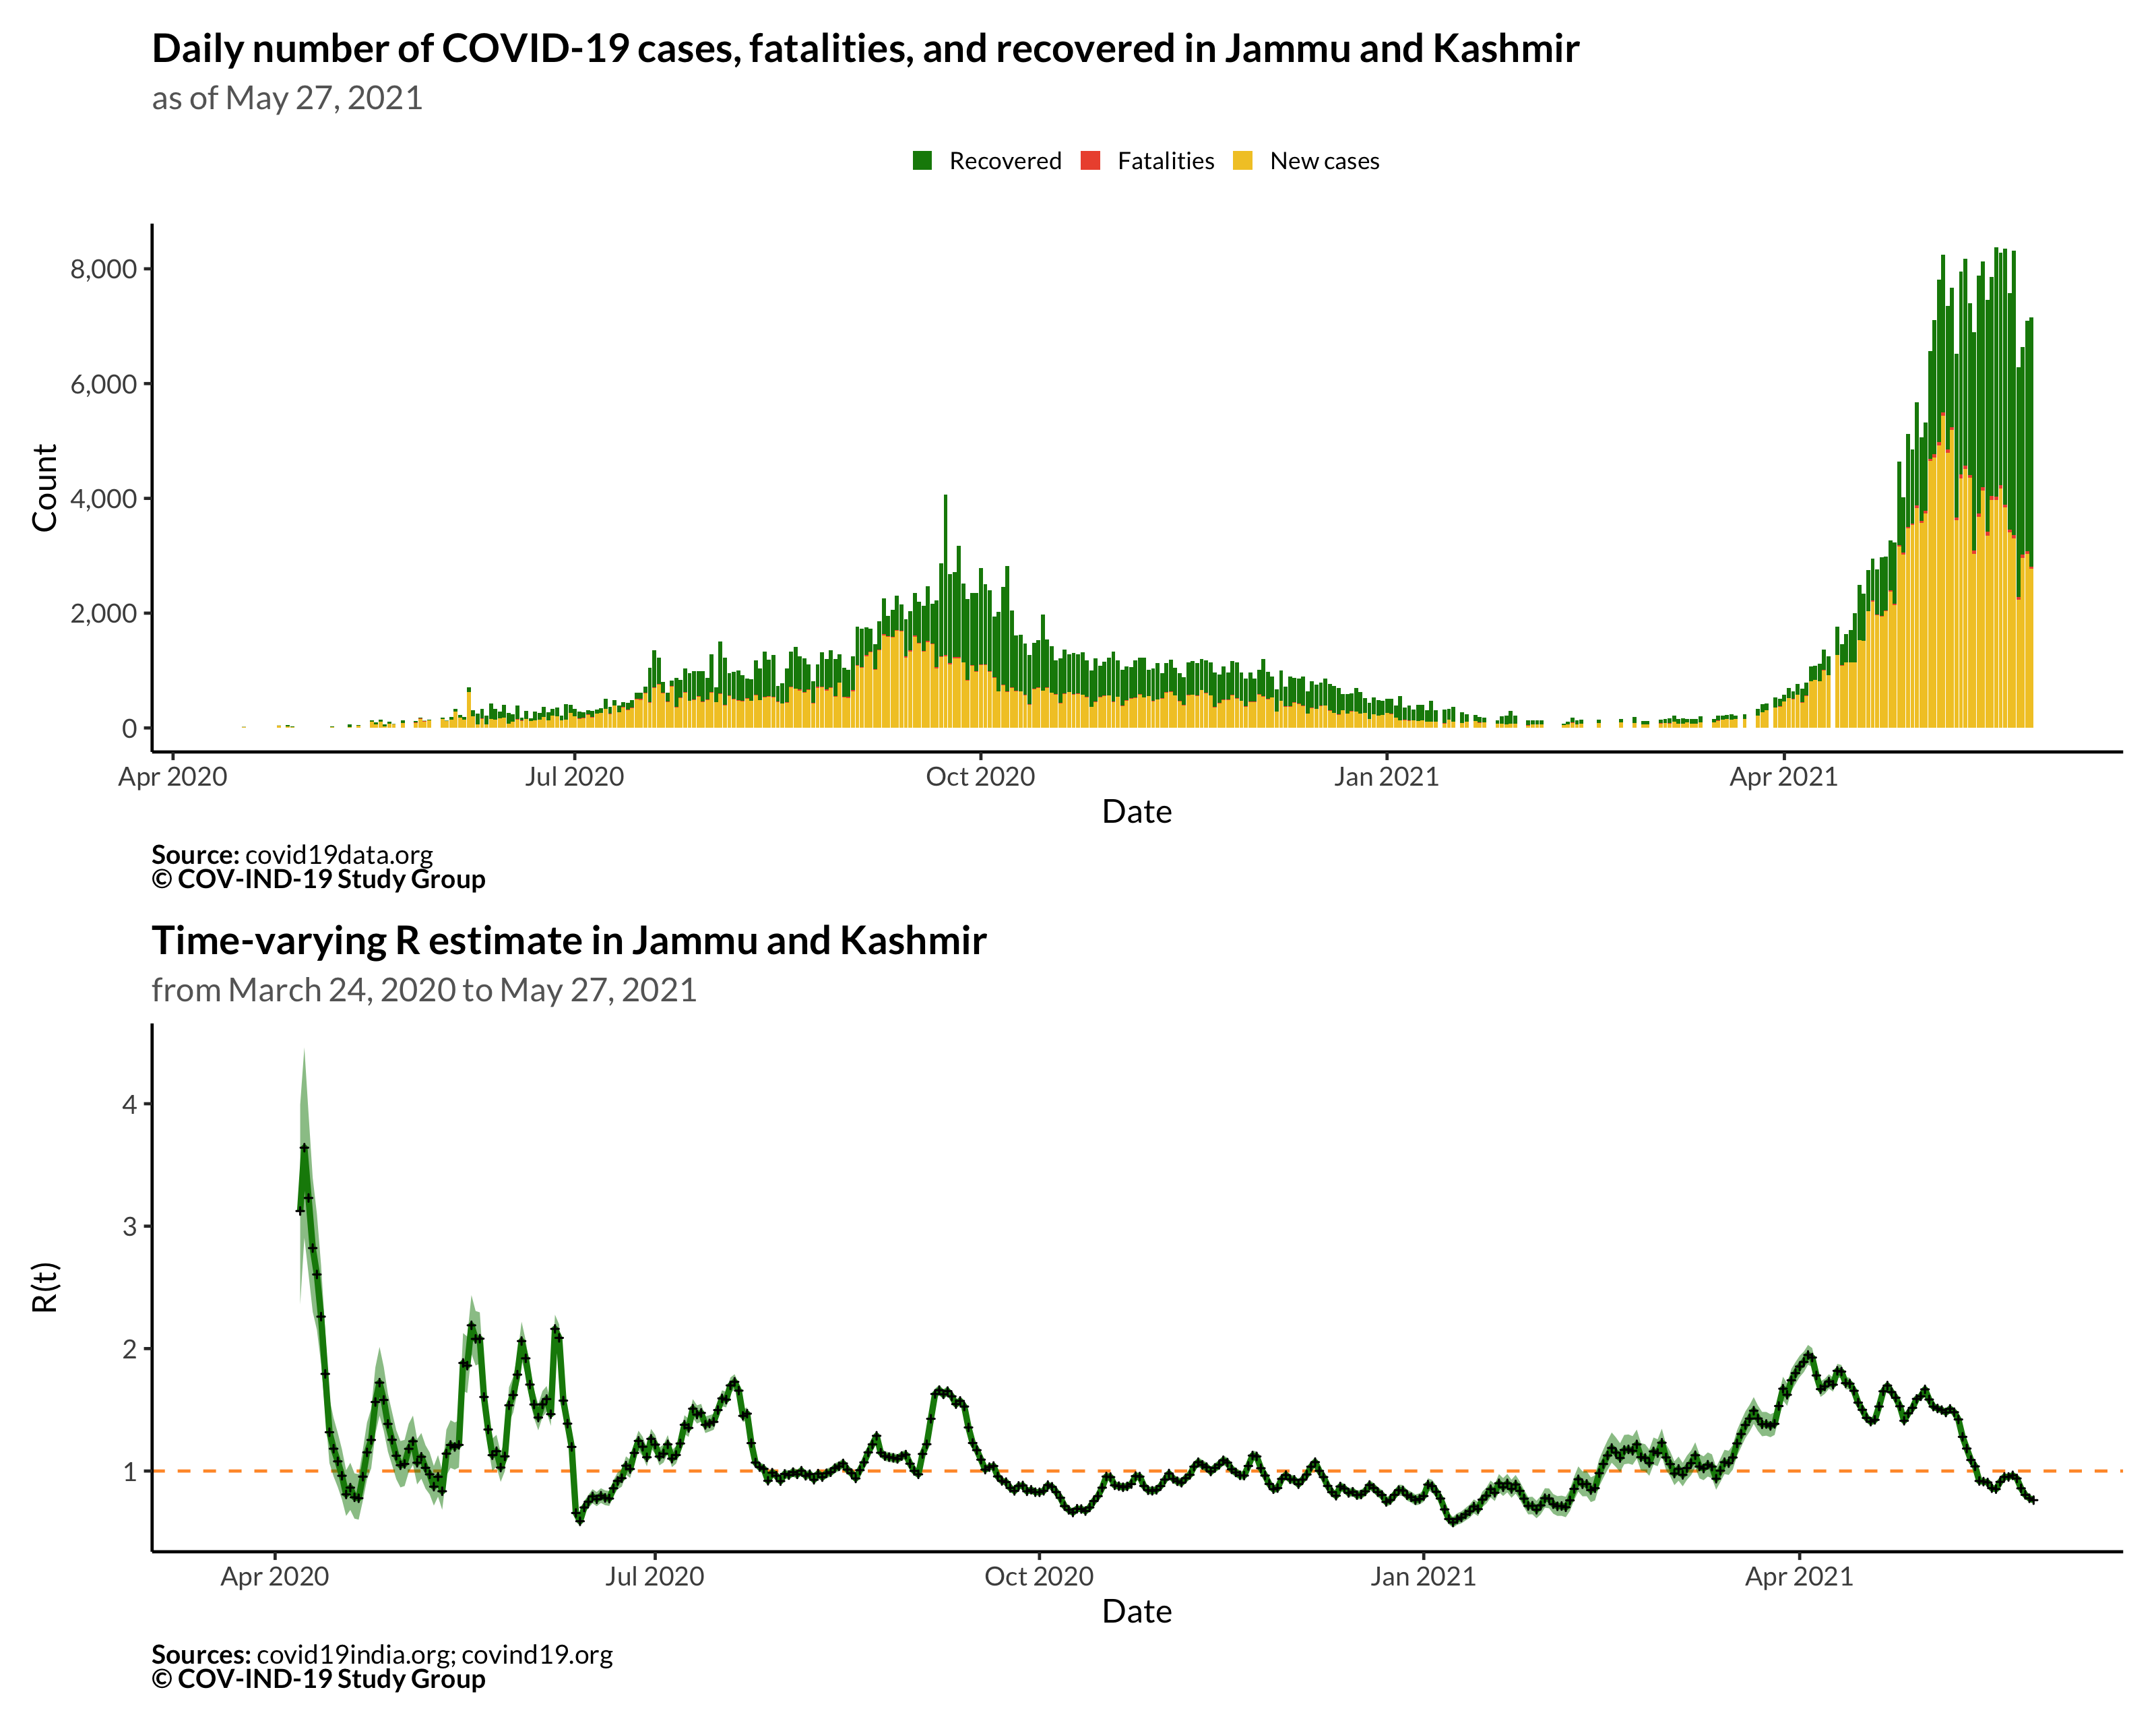 Daily number of COVID-19 cases, fatalities, and recovered in Jammu and Kashmir
as of May 27, 2021
Recovered Fatalities New cases
Count
8,000
6,000
4,000
2,000
0
Apr 2020 Jul 2020 Oct 2020 Jan 2021 Apr 2021
Date
Source: covid19data.org
© COV-IND-19 Study Group
Time-varying R estimate in Jammu and Kashmir
from March 24, 2020 to May 27, 2021
R(t)
4
3
2
1
Apr 2020 Jul 2020 Oct 2020 Jan 2021 Apr 2021
Date
Sources: covid19india.org; covind19.org
© COV-IND-19 Study Group